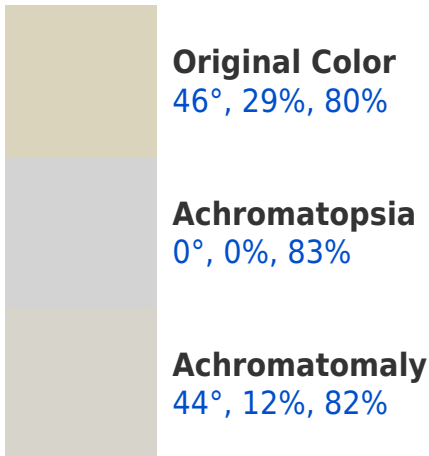 Original Color
46°, 29%, 80%
Achromatopsia
0°, 0%, 83%
Achromatomaly
44°, 12%, 82%